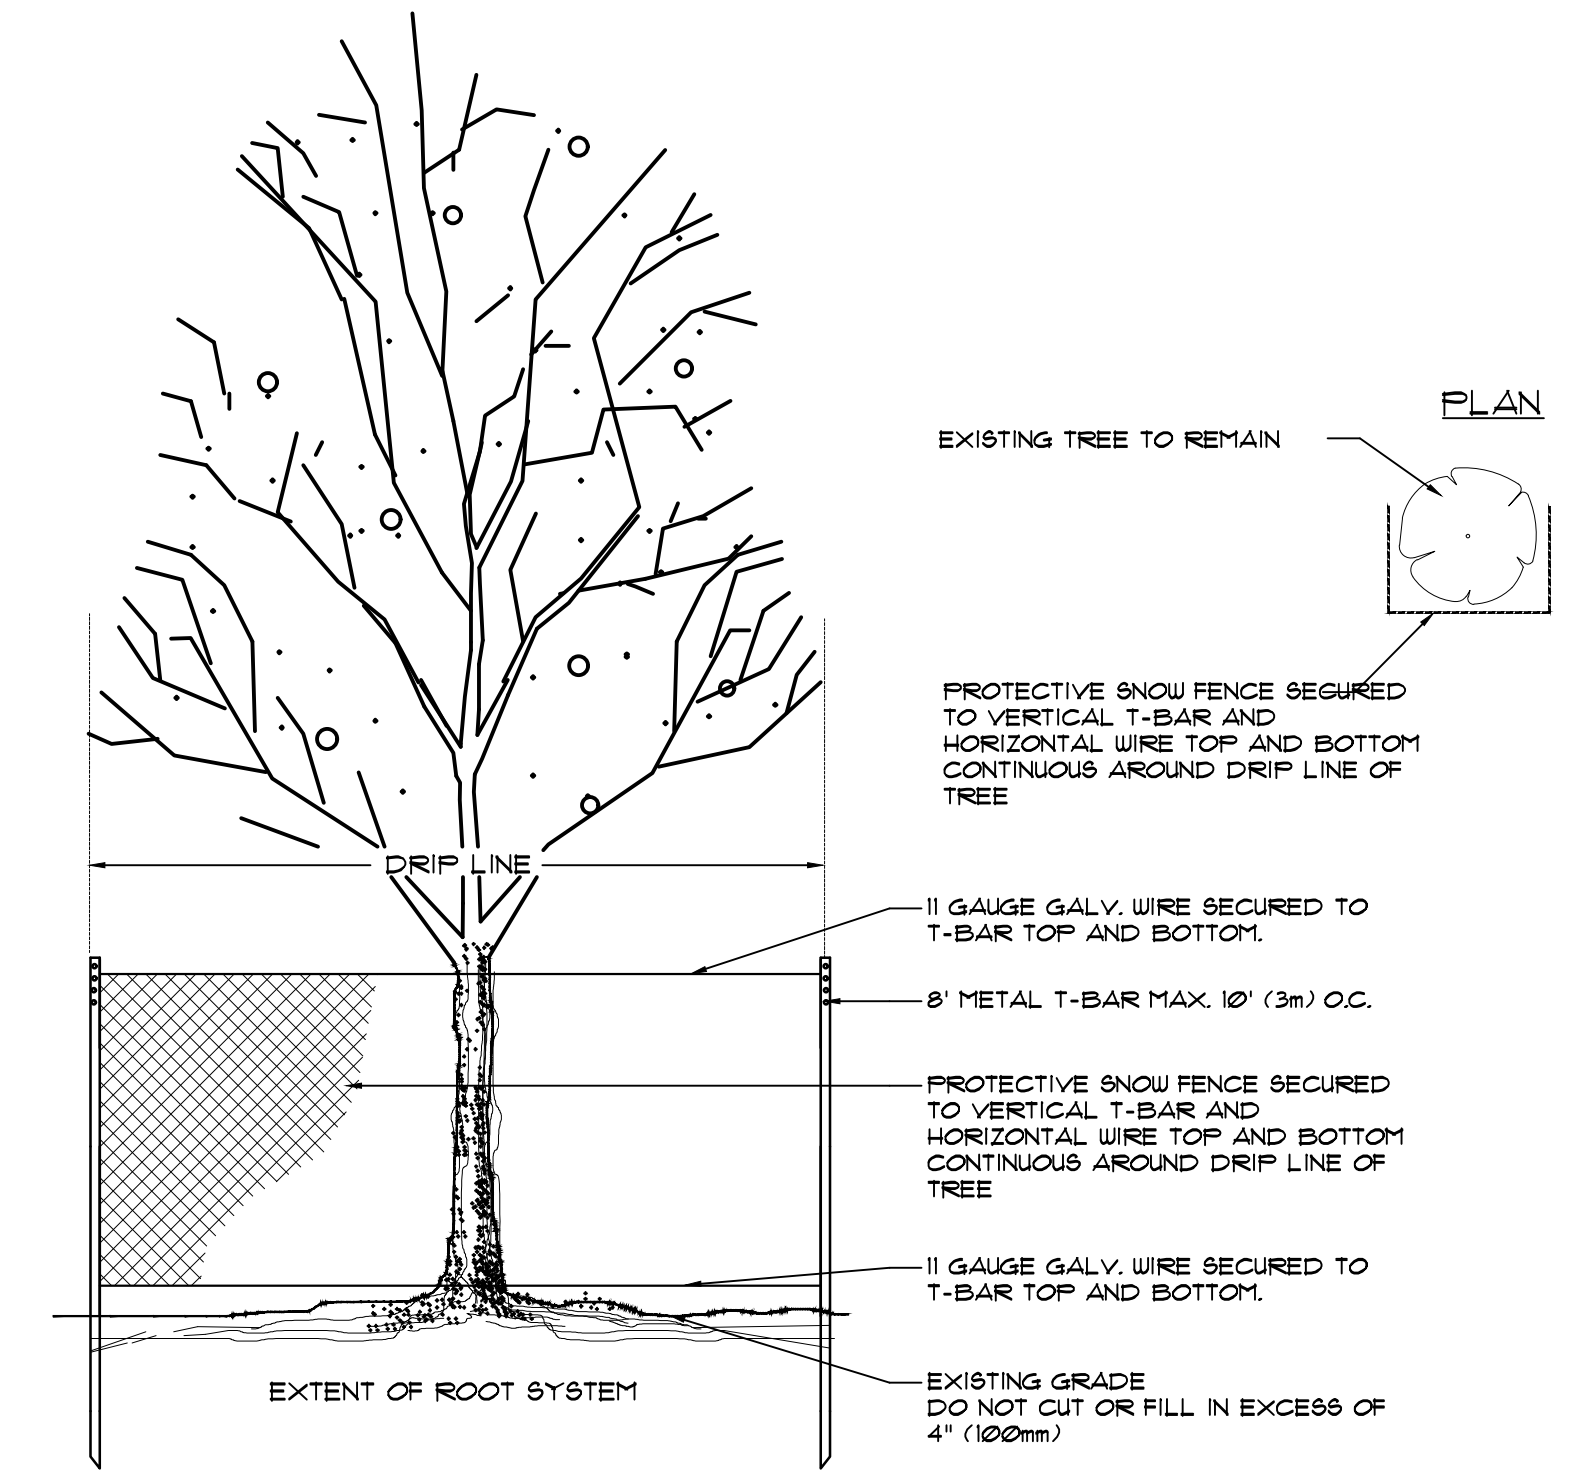 PLAN
EXISTING TREE TO REMAIN
PROTECTIVE SNOW FENCE SECURED
TO VERTICAL T-BAR AND
HORIZONTAL WIRE TOP AND BOTTOM
CONTINUOUS AROUND DRIP LINE OF
TREE
DRIP LINE
11 GAUGE GALV. WIRE SECURED TO
T-BAR TOP AND BOTTOM.
8' METAL T-BAR MAX. 10' (3m) O.C.
PROTECTIVE SNOW FENCE SECURED
TO VERTICAL T-BAR AND
HORIZONTAL WIRE TOP AND BOTTOM
CONTINUOUS AROUND DRIP LINE OF
TREE
11 GAUGE GALV. WIRE SECURED TO
T-BAR TOP AND BOTTOM.
EXTENT OF ROOT SYSTEM
EXISTING GRADE
DO NOT CUT OR FILL IN EXCESS OF
4" (100mm)